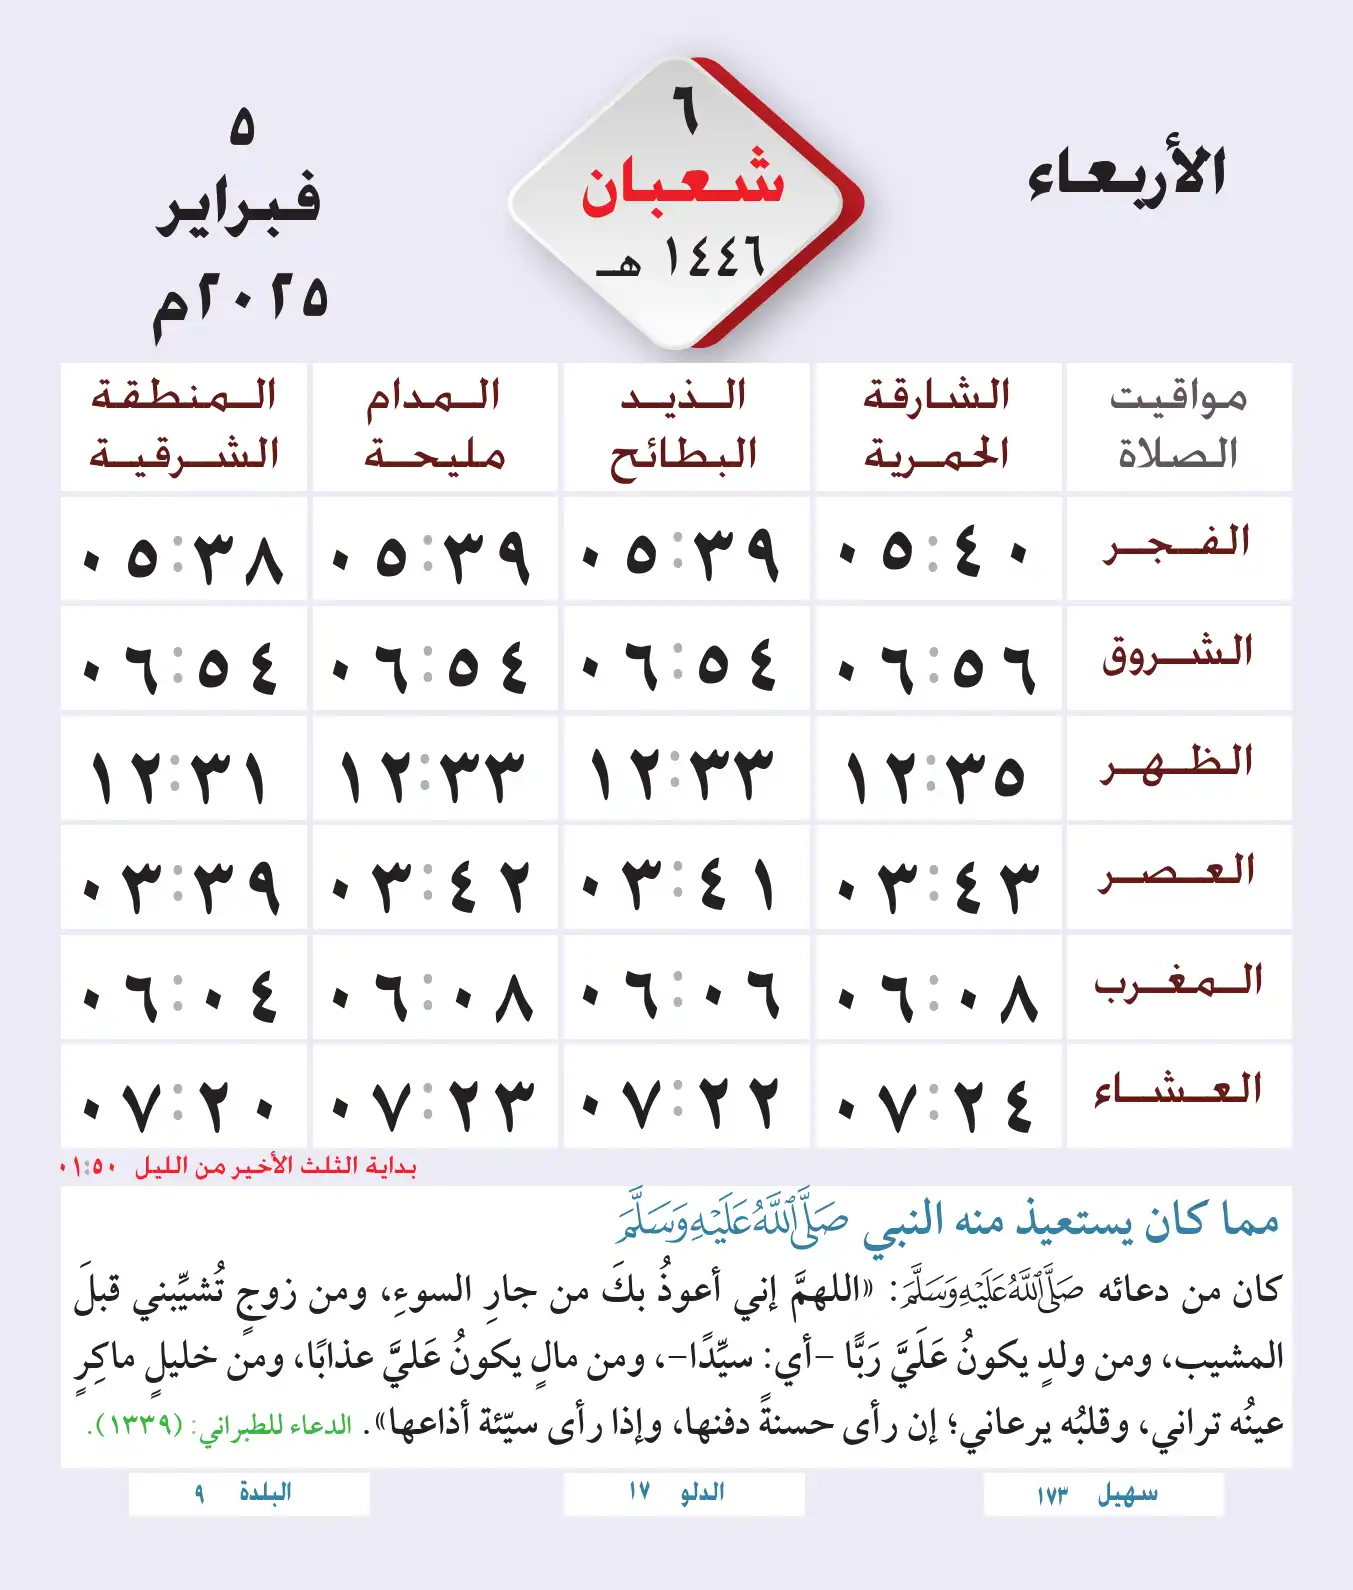 الأربعاء
٦
شعبان
١٤٤٦ هـ
٥
فبراير
٢٠٢٥م
مواقيت الصلاة | الشارقة الحمرية | الذيد البطائح | المدام مليحة | المنطقة الشرقية
الفجر ٠٥:٤٠ ٠٥:٣٩ ٠٥:٣٩ ٠٥:٣٨
الشروق ٠٦:٥٦ ٠٦:٥٤ ٠٦:٥٤ ٠٦:٥٤
الظهر ١٢:٣٥ ١٢:٣٣ ١٢:٣٣ ١٢:٣١
العصر ٠٣:٤٣ ٠٣:٤١ ٠٣:٤٢ ٠٣:٣٩
المغرب ٠٦:٠٨ ٠٦:٠٦ ٠٦:٠٨ ٠٦:٠٤
العشاء ٠٧:٢٤ ٠٧:٢٢ ٠٧:٢٣ ٠٧:٢٠
بداية الثلث الأخير من الليل ٠١:٥٠
مما كان يستعيذ منه النبي صَلَّى اللَّهُ عَلَيْهِ وَسَلَّمَ
كان من دعائه صَلَّى اللَّهُ عَلَيْهِ وَسَلَّمَ: «اللهمَّ إني أعوذُ بكَ من جارِ السوءِ، ومن زوجٍ تُشيِّبني قبلَ
المشيب، ومن ولدٍ يكونُ عَلَيَّ رَبًّا –أي: سيِّدًا–، ومن مالٍ يكونُ عَليَّ عذابًا، ومن خليلٍ ماكِرٍ
عينُه تراني، وقلبُه يرعاني؛ إن رأى حسنةً دفنها، وإذا رأى سيّئة أذاعها». الدعاء للطبراني: (١٣٣٩).
سهيل ١٧٣
الدلو ١٧
البلدة ٩